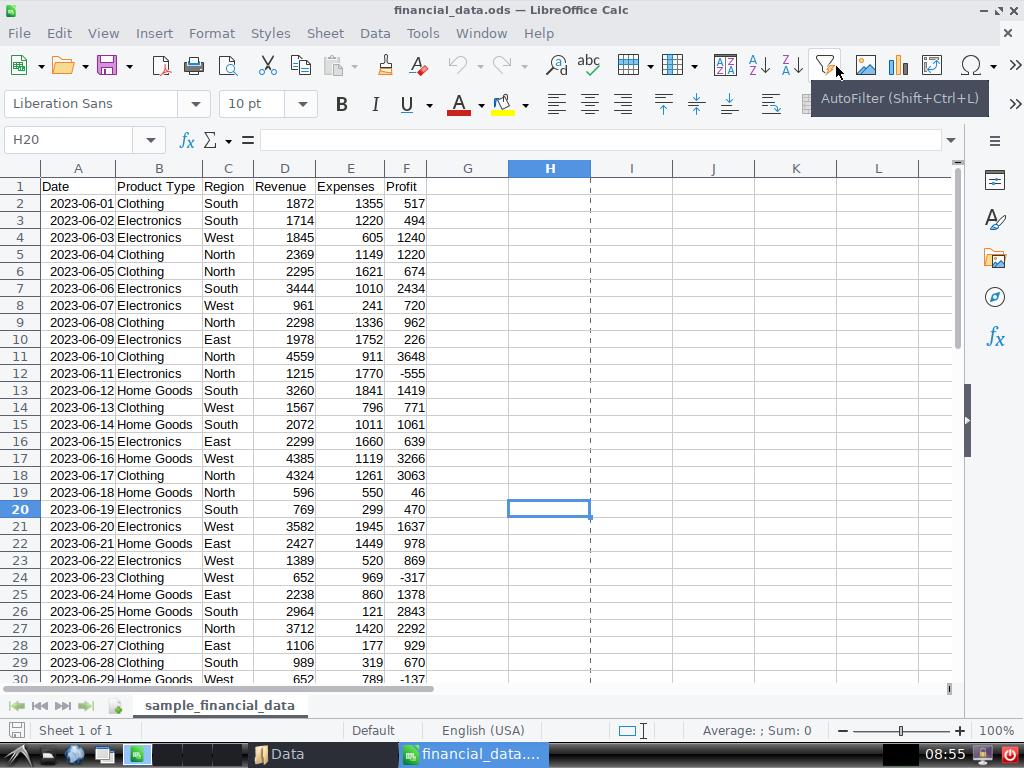 financial_data.ods — LibreOffice Calc
File Edit View Insert Format Styles Sheet Data Tools Window Help
Liberation Sans 10 pt B I U A AutoFilter (Shift+Ctrl+L)
H20
A B C D E F G H I J K L
1 Date Product Type Region Revenue Expenses Profit
2 2023-06-01 Clothing South 1872 1355 517
3 2023-06-02 Electronics South 1714 1220 494
4 2023-06-03 Electronics West 1845 605 1240
5 2023-06-04 Clothing North 2369 1149 1220
6 2023-06-05 Clothing North 2295 1621 674
7 2023-06-06 Electronics South 3444 1010 2434
8 2023-06-07 Electronics West 961 241 720
9 2023-06-08 Clothing North 2298 1336 962
10 2023-06-09 Electronics East 1978 1752 226
11 2023-06-10 Clothing North 4559 911 3648
12 2023-06-11 Electronics North 1215 1770 -555
13 2023-06-12 Home Goods South 3260 1841 1419
14 2023-06-13 Clothing West 1567 796 771
15 2023-06-14 Home Goods South 2072 1011 1061
16 2023-06-15 Electronics East 2299 1660 639
17 2023-06-16 Home Goods West 4385 1119 3266
18 2023-06-17 Clothing North 4324 1261 3063
19 2023-06-18 Home Goods North 596 550 46
20 2023-06-19 Electronics South 769 299 470
21 2023-06-20 Electronics West 3582 1945 1637
22 2023-06-21 Home Goods East 2427 1449 978
23 2023-06-22 Electronics West 1389 520 869
24 2023-06-23 Clothing West 652 969 -317
25 2023-06-24 Home Goods East 2238 860 1378
26 2023-06-25 Home Goods South 2964 121 2843
27 2023-06-26 Electronics North 3712 1420 2292
28 2023-06-27 Clothing East 1106 177 929
29 2023-06-28 Clothing South 989 319 670
30 2023-06-29 Home Goods West 652 789 -137
sample_financial_data
Sheet 1 of 1 Default English (USA) Average: ; Sum: 0 100%
Data financial_data.... 08:55